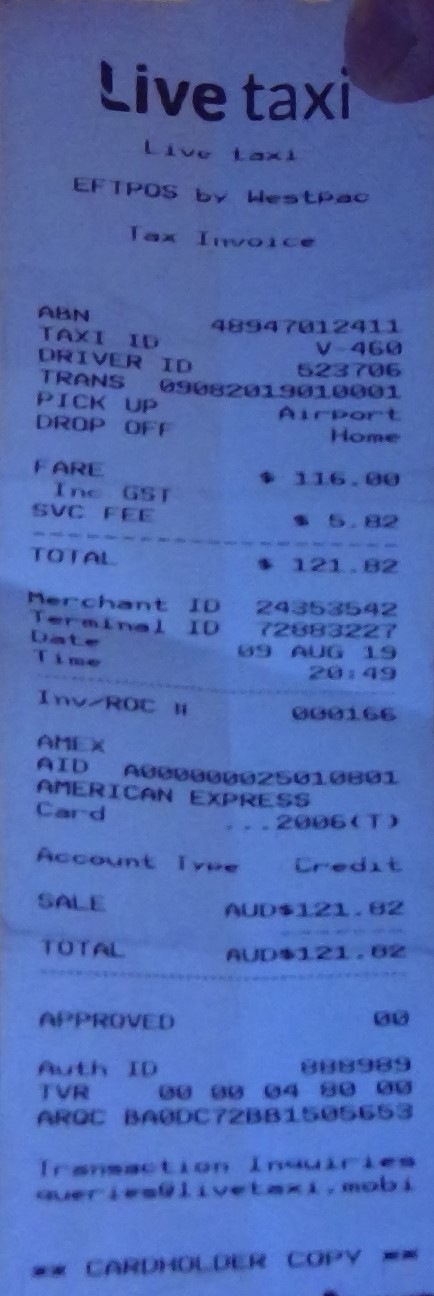 Live taxi
Live taxi
EFTPOS by Westpac
Tax Invoice
ABN 48947012411
TAXI ID V-460
DRIVER ID 523706
TRANS 09082019010001
PICK UP Airport
DROP OFF Home
FARE $ 116.00
Inc GST
SVC FEE $ 5.82
TOTAL $ 121.82
Merchant ID 24353542
Terminal ID 72883227
Date 09 AUG 19
Time 20:49
Inv/ROC # 000166
AMEX
AID A000000025010801
AMERICAN EXPRESS
Card ...2006(T)
Account Type Credit
SALE AUD$121.82
TOTAL AUD$121.82
APPROVED 00
Auth ID 888989
TVR 00 00 04 80 00
ARQC BA0DC72BB1505653
Transaction Inquiries
queries@livetaxi.mobi
** CARDHOLDER COPY **